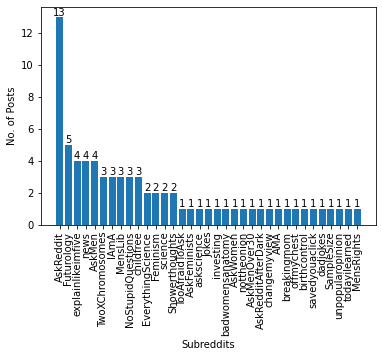 No. of Posts
12
10
8
6
4
2
0
13 5 4 4 4 3 3 3 3 3 2 2 2 2 1 1 1 1 1 1 1 1 1 1 1 1 1 1 1 1 1 1 1 1 1
AskReddit
Futurology
explainlikeimfive
news
AskMen
TwoXChromosomes
IAmA
MensLib
NoStupidQuestions
childfree
EverythingScience
Feminism
science
Showerthoughts
TooAfraidToAsk
AskFeminists
askscience
Jokes
investing
badwomensanatomy
AskWomen
nottheonion
AskMenOver30
AskRedditAfterDark
changemyview
AMA
breakingmom
offmychest
birthcontrol
savedyouaclick
dadjokes
SampleSize
unpopularopinion
todayilearned
MensRights
Subreddits